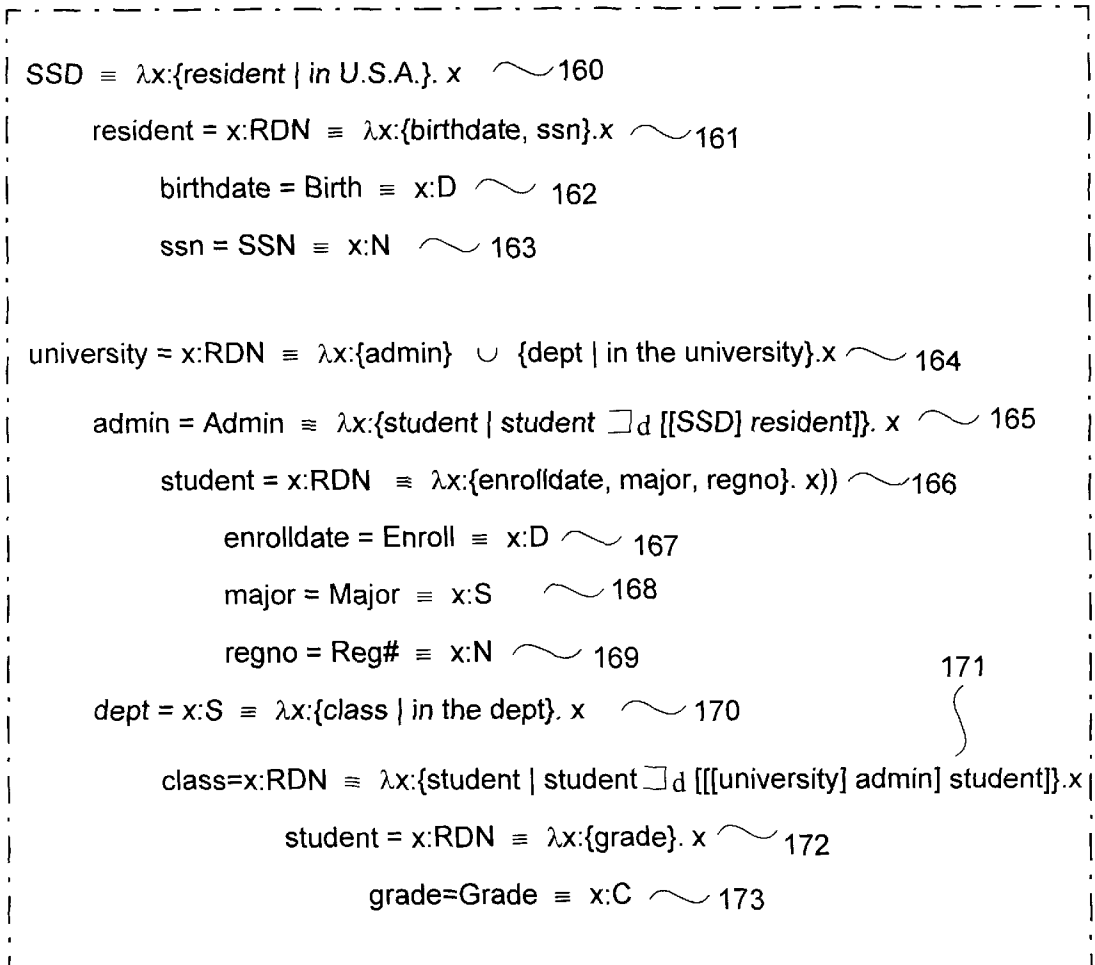 SSD ≡ λx:{resident | in U.S.A.}. x 160
resident = x:RDN ≡ λx:{birthdate, ssn}.x 161
birthdate = Birth ≡ x:D 162
ssn = SSN ≡ x:N 163
university = x:RDN ≡ λx:{admin} ∪ {dept | in the university}.x 164
admin = Admin ≡ λx:{student | student ⊐d [[SSD] resident]}. x 165
student = x:RDN ≡ λx:{enrolldate, major, regno}. x)) 166
enrolldate = Enroll ≡ x:D 167
major = Major ≡ x:S 168
regno = Reg# ≡ x:N 169
171
dept = x:S ≡ λx:{class | in the dept}. x 170
class=x:RDN ≡ λx:{student | student ⊐d [[[university] admin] student]}.x
student = x:RDN ≡ λx:{grade}. x 172
grade=Grade ≡ x:C 173